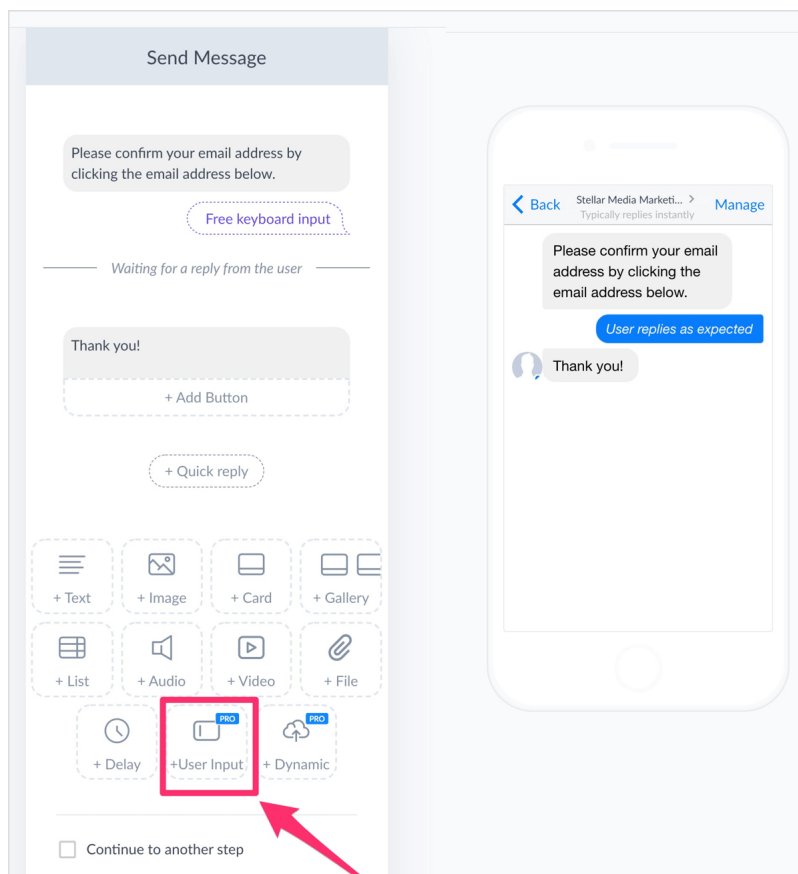 Send Message
Please confirm your email address by
clicking the email address below.
Free keyboard input
Waiting for a reply from the user
Thank you!
+ Add Button
+ Quick reply
+ Text
+ Image
+ Card
+ Gallery
+ List
+ Audio
+ Video
+ File
PRO
PRO
+ Delay
+User Input
+ Dynamic
Continue to another step
Back
Stellar Media Marketi... >
Typically replies instantly
Manage
Please confirm your email
address by clicking the
email address below.
User replies as expected
Thank you!